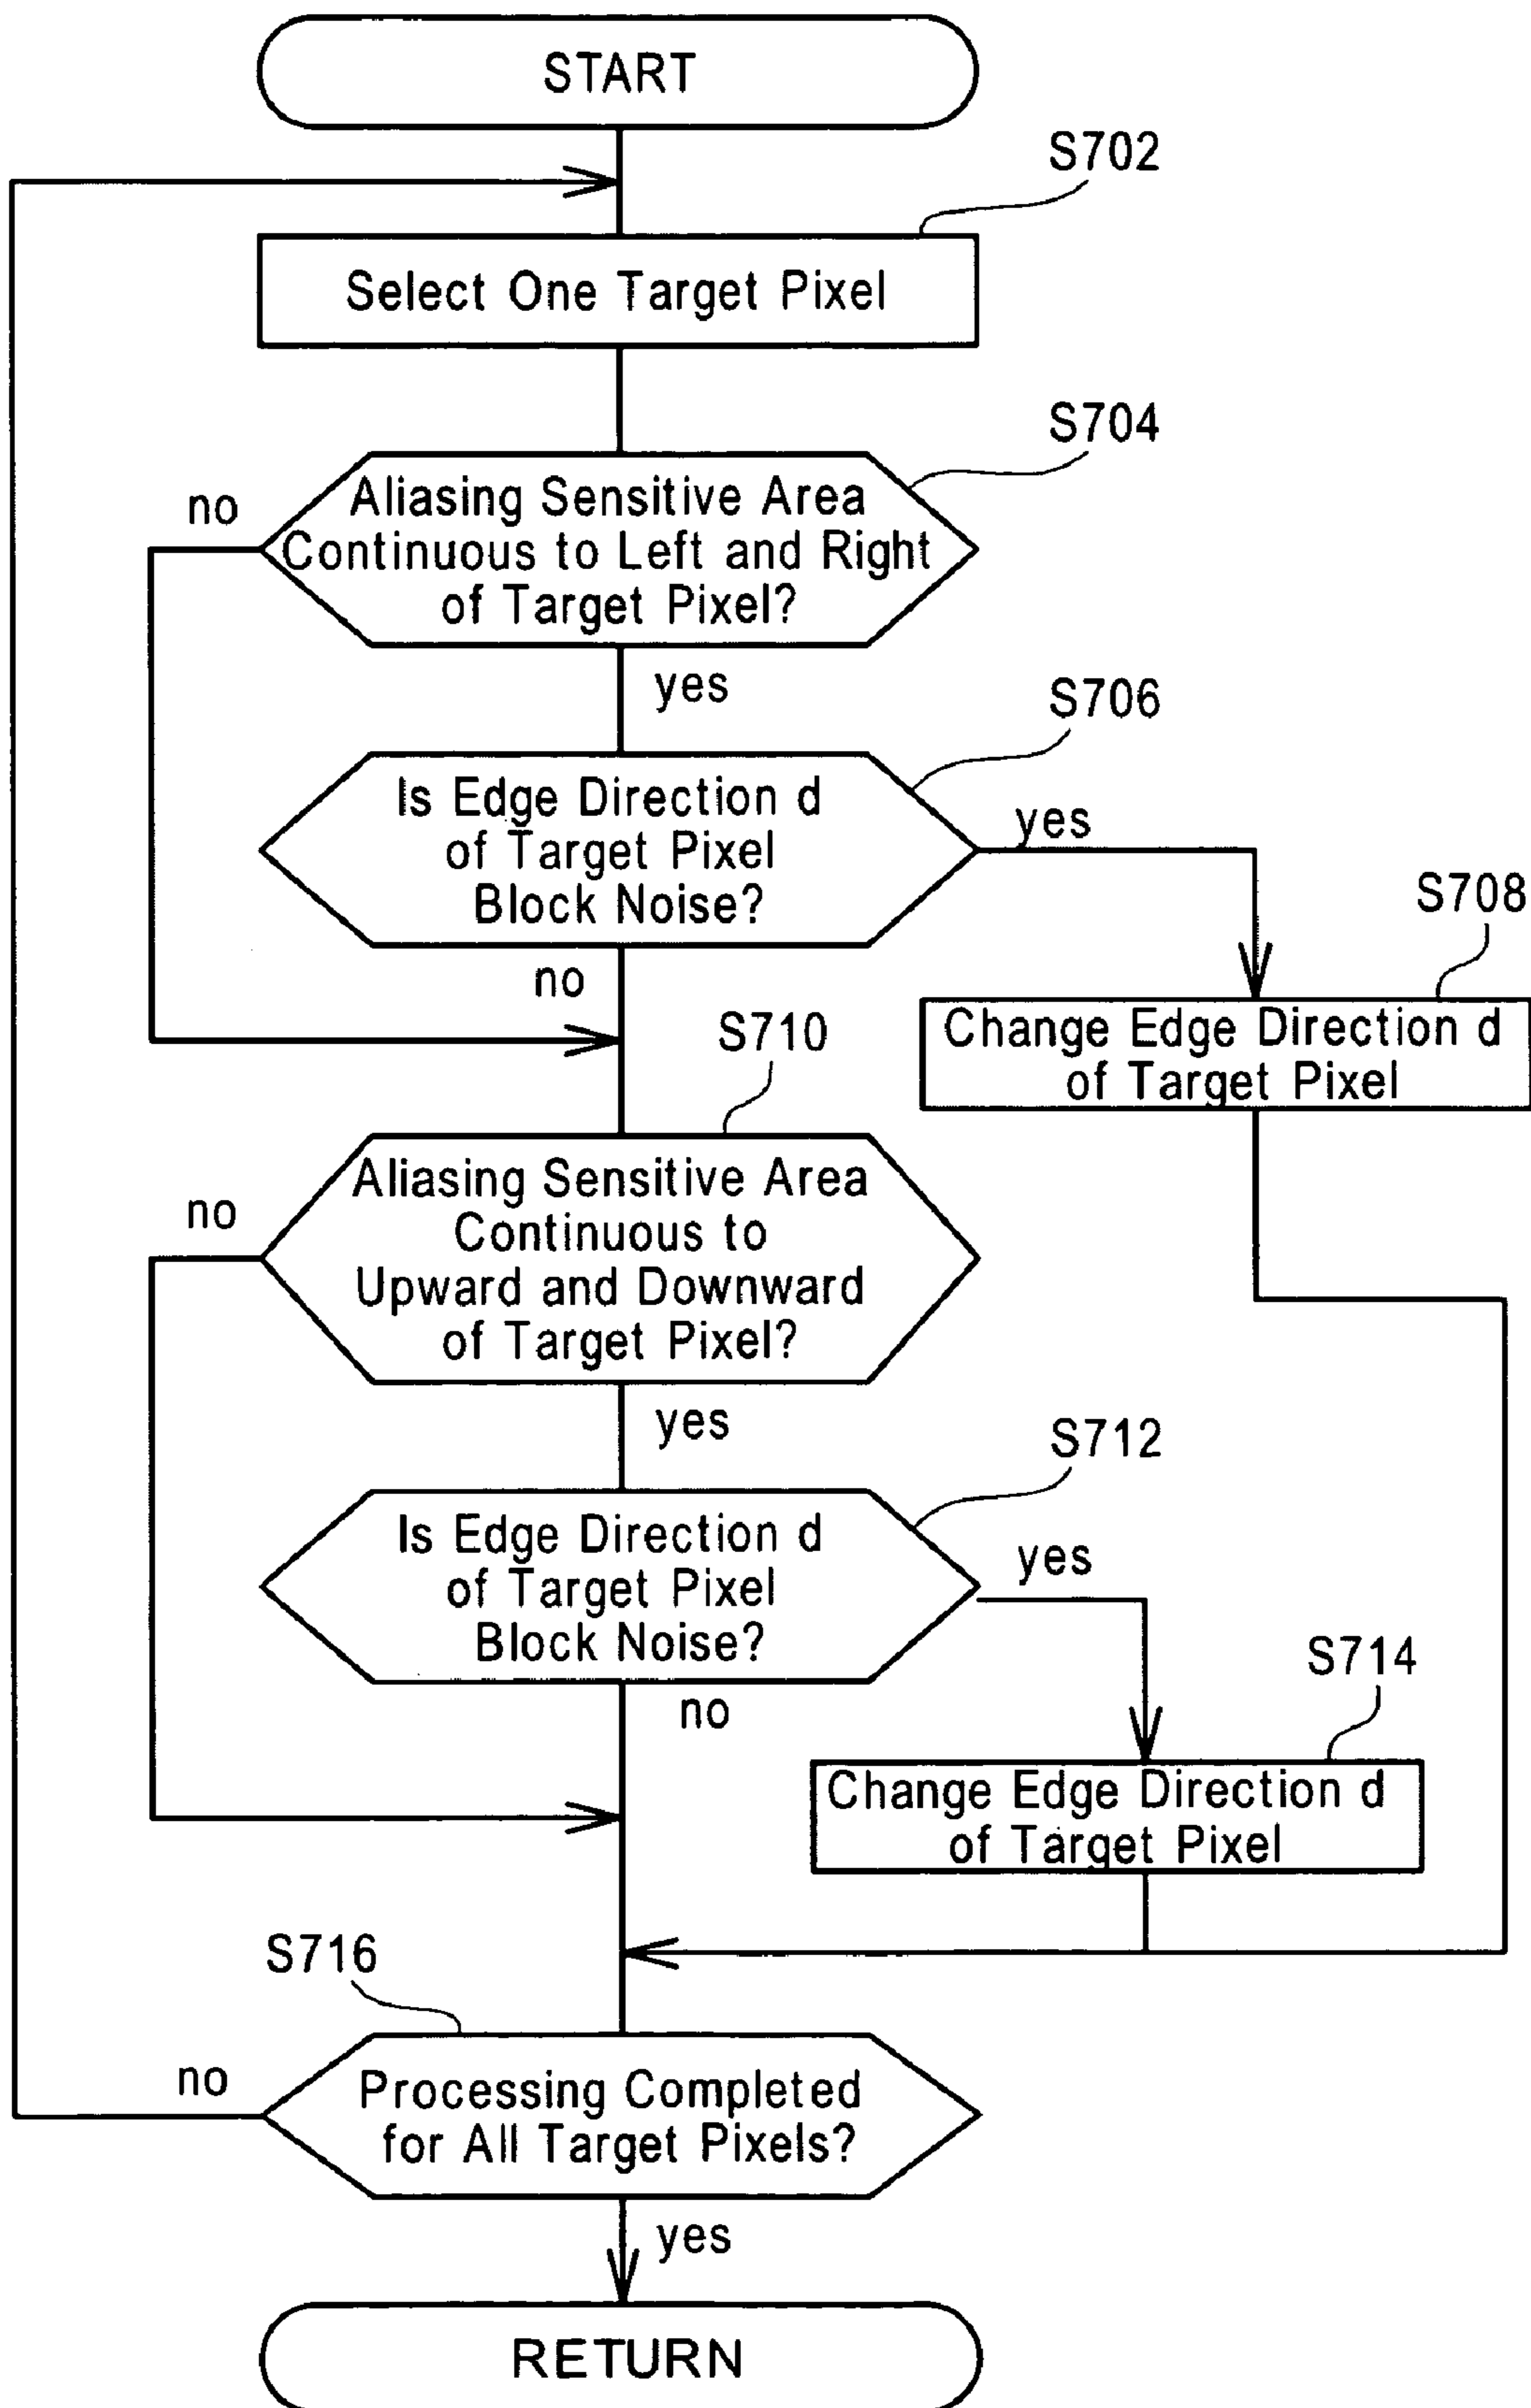 START
S702
Select One Target Pixel
S704
no
Aliasing Sensitive Area
Continuous to Left and Right
of Target Pixel?
yes
S706
Is Edge Direction d
of Target Pixel
Block Noise?
yes
S708
no
Change Edge Direction d
of Target Pixel
S710
no
Aliasing Sensitive Area
Continuous to
Upward and Downward
of Target Pixel?
yes
S712
Is Edge Direction d
of Target Pixel
Block Noise?
yes
S714
no
Change Edge Direction d
of Target Pixel
S716
no
Processing Completed
for All Target Pixels?
yes
RETURN